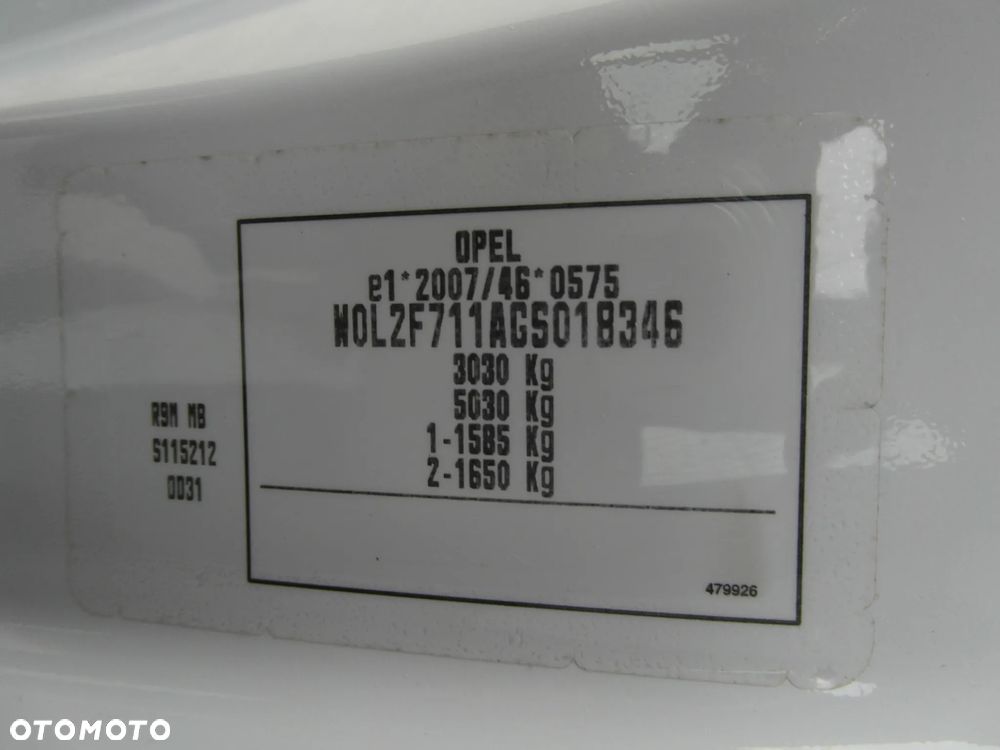 OPEL
e1*2007/46*0575
W0L2F711AGS018346
3030 Kg
5030 Kg
1-1585 Kg
2-1650 Kg
R9M MB
S115212
0D31
479926
OTOMOTO